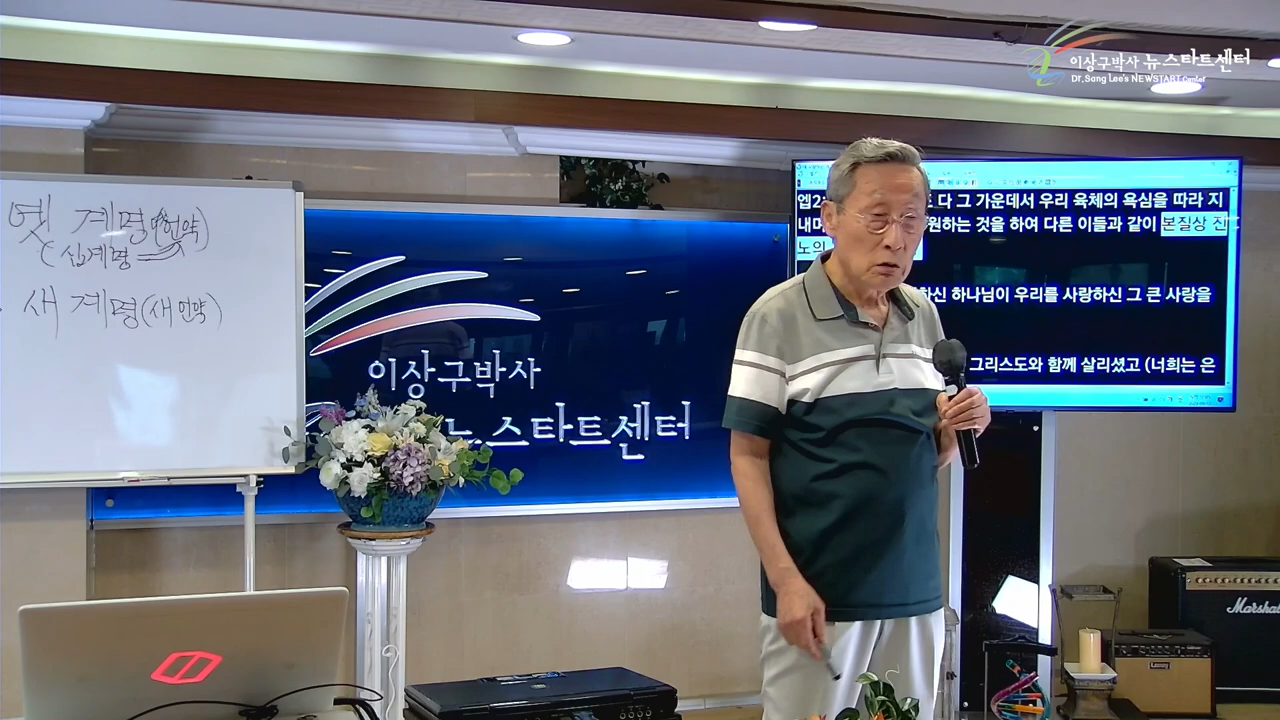 이상구박사 뉴스타트센터
Dr. Sang Lee's NEWSTART Center
옛 계명(옛언약)
(십계명
새 계명(새 언약)
이상구박사
뉴스타트센터
엡2: 다 그 가운데서 우리 육체의 욕심을 따라 지
내며 원하는 것을 하여 다른 이들과 같이 본질상 진
노의
하신 하나님이 우리를 사랑하신 그 큰 사랑을
그리스도와 함께 살리셨고 (너희는 은
Marshall
Laney